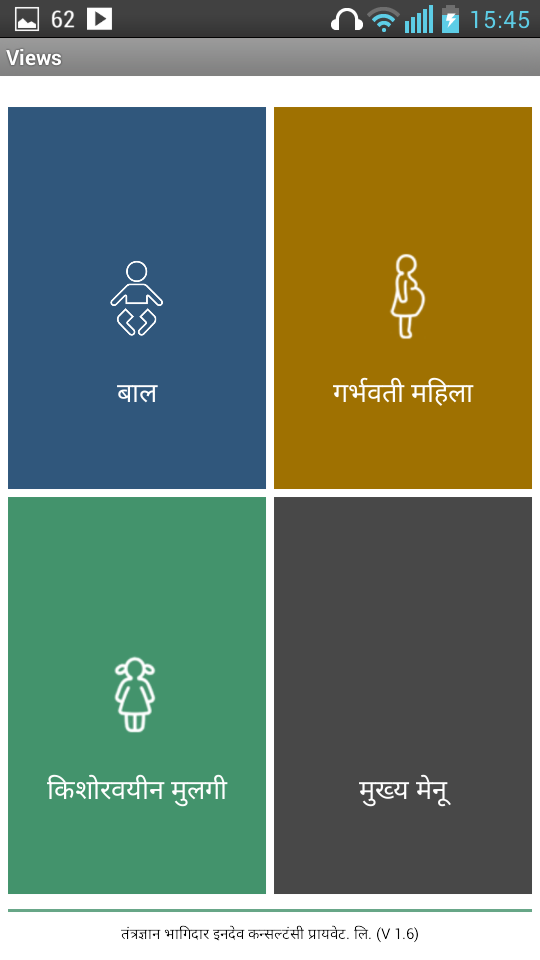 62
15:45
Views
बाल
गर्भवती महिला
किशोरवयीन मुलगी
मुख्य मेनू
तंत्रज्ञान भागिदार इनदेव कन्सल्टंसी प्रायवेट. लि. (V 1.6)